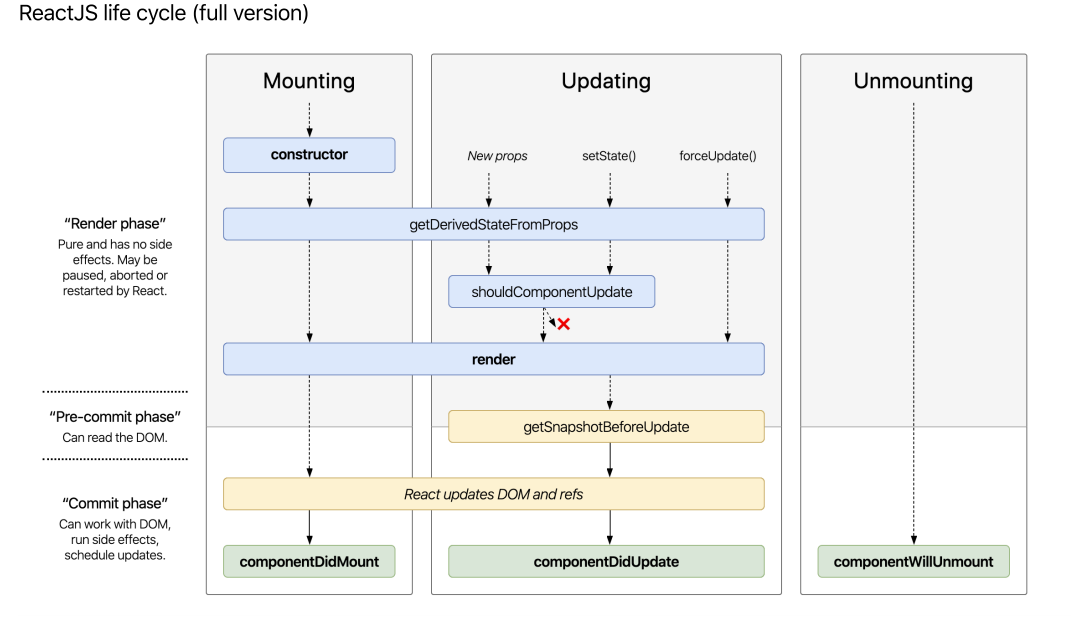 ReactJS life cycle (full version)
Mounting
Updating
Unmounting
constructor
New props
setState()
forceUpdate()
“Render phase”
Pure and has no side
effects. May be
paused, aborted or
restarted by React.
getDerivedStateFromProps
shouldComponentUpdate
render
“Pre-commit phase”
Can read the DOM.
getSnapshotBeforeUpdate
“Commit phase”
Can work with DOM,
run side effects,
schedule updates.
React updates DOM and refs
componentDidMount
componentDidUpdate
componentWillUnmount